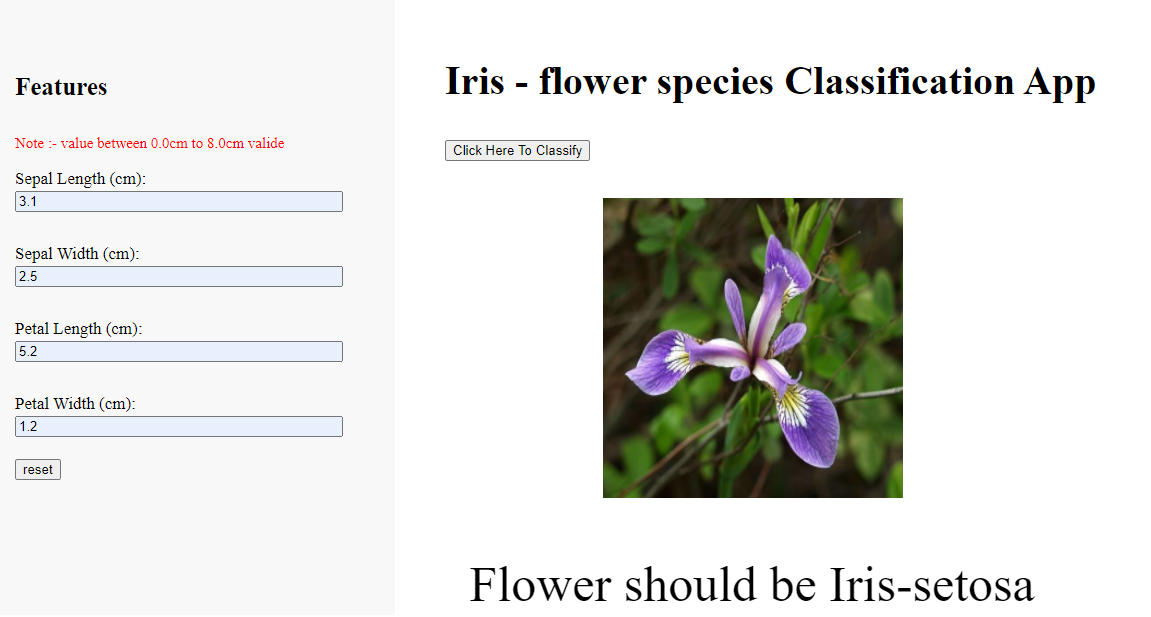 Features
Note :- value between 0.0cm to 8.0cm valide
Sepal Length (cm):
3.1
Sepal Width (cm):
2.5
Petal Length (cm):
5.2
Petal Width (cm):
1.2
reset
Iris - flower species Classification App
Click Here To Classify
Flower should be Iris-setosa